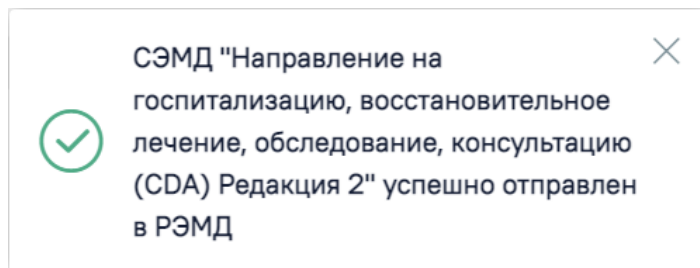 СЭМД "Направление на
госпитализацию, восстановительное
лечение, обследование, консультацию
(CDA) Редакция 2" успешно отправлен
в РЭМД